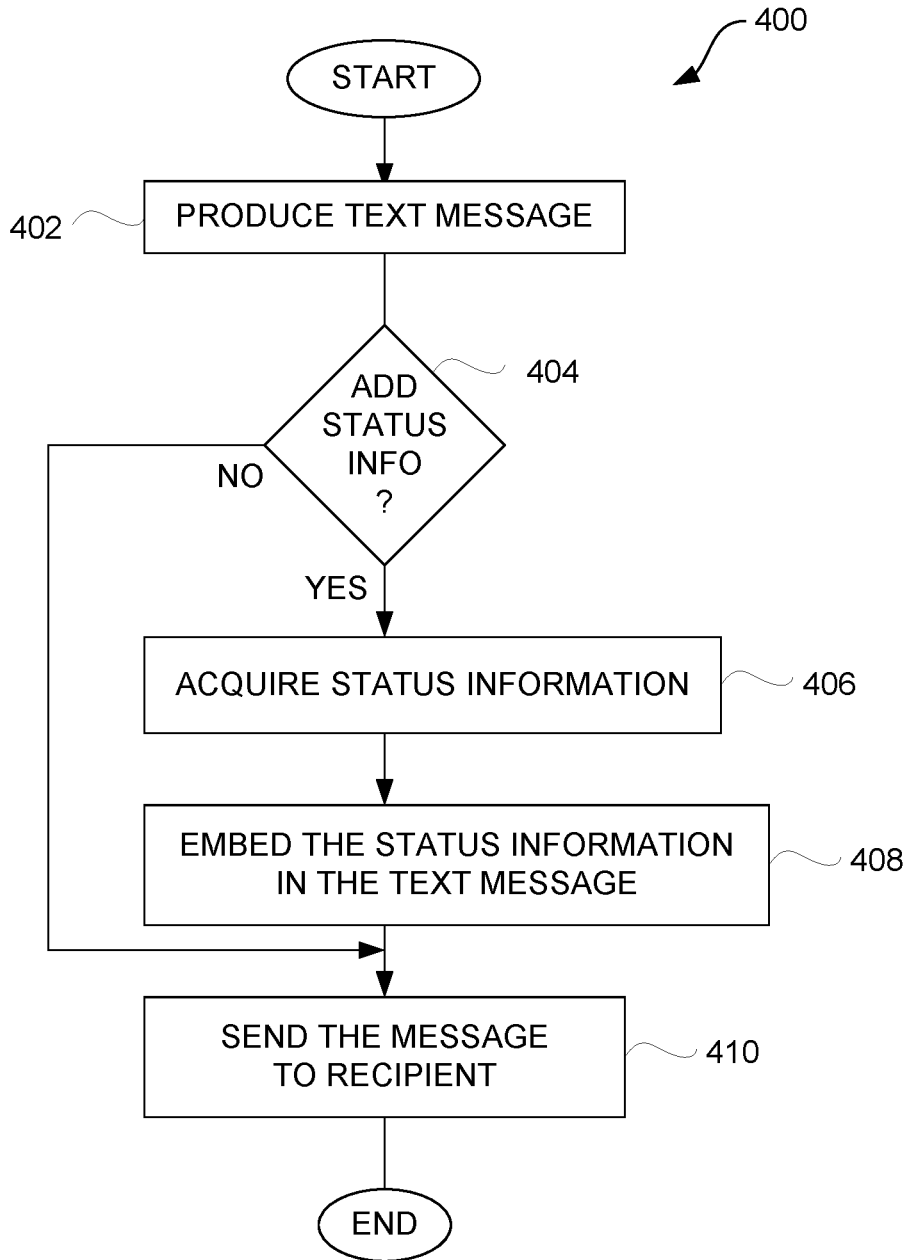 400
START
402
PRODUCE TEXT MESSAGE
404
ADD
STATUS
INFO
?
NO
YES
ACQUIRE STATUS INFORMATION
406
EMBED THE STATUS INFORMATION
IN THE TEXT MESSAGE
408
SEND THE MESSAGE
TO RECIPIENT
410
END